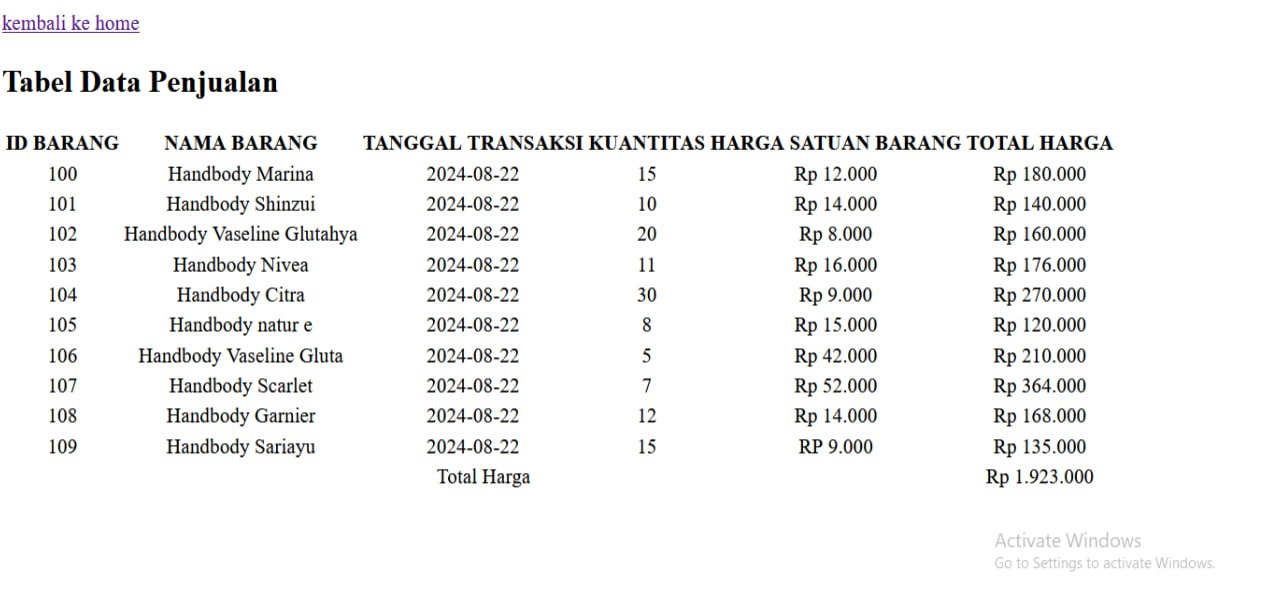 kembali ke home
Tabel Data Penjualan
ID BARANG NAMA BARANG TANGGAL TRANSAKSI KUANTITAS HARGA SATUAN BARANG TOTAL HARGA
100 Handbody Marina 2024-08-22 15 Rp 12.000 Rp 180.000
101 Handbody Shinzui 2024-08-22 10 Rp 14.000 Rp 140.000
102 Handbody Vaseline Glutahya 2024-08-22 20 Rp 8.000 Rp 160.000
103 Handbody Nivea 2024-08-22 11 Rp 16.000 Rp 176.000
104 Handbody Citra 2024-08-22 30 Rp 9.000 Rp 270.000
105 Handbody natur e 2024-08-22 8 Rp 15.000 Rp 120.000
106 Handbody Vaseline Gluta 2024-08-22 5 Rp 42.000 Rp 210.000
107 Handbody Scarlet 2024-08-22 7 Rp 52.000 Rp 364.000
108 Handbody Garnier 2024-08-22 12 Rp 14.000 Rp 168.000
109 Handbody Sariayu 2024-08-22 15 RP 9.000 Rp 135.000
Total Harga Rp 1.923.000
Activate Windows
Go to Settings to activate Windows.